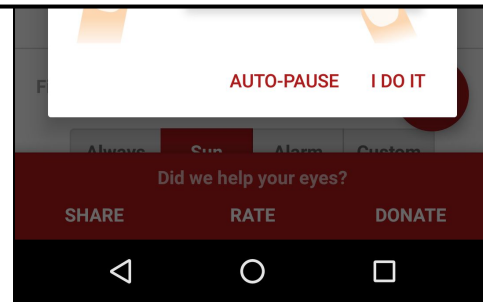 AUTO-PAUSE I DO IT
Always Sun Alarm Custom
Did we help your eyes?
SHARE RATE DONATE